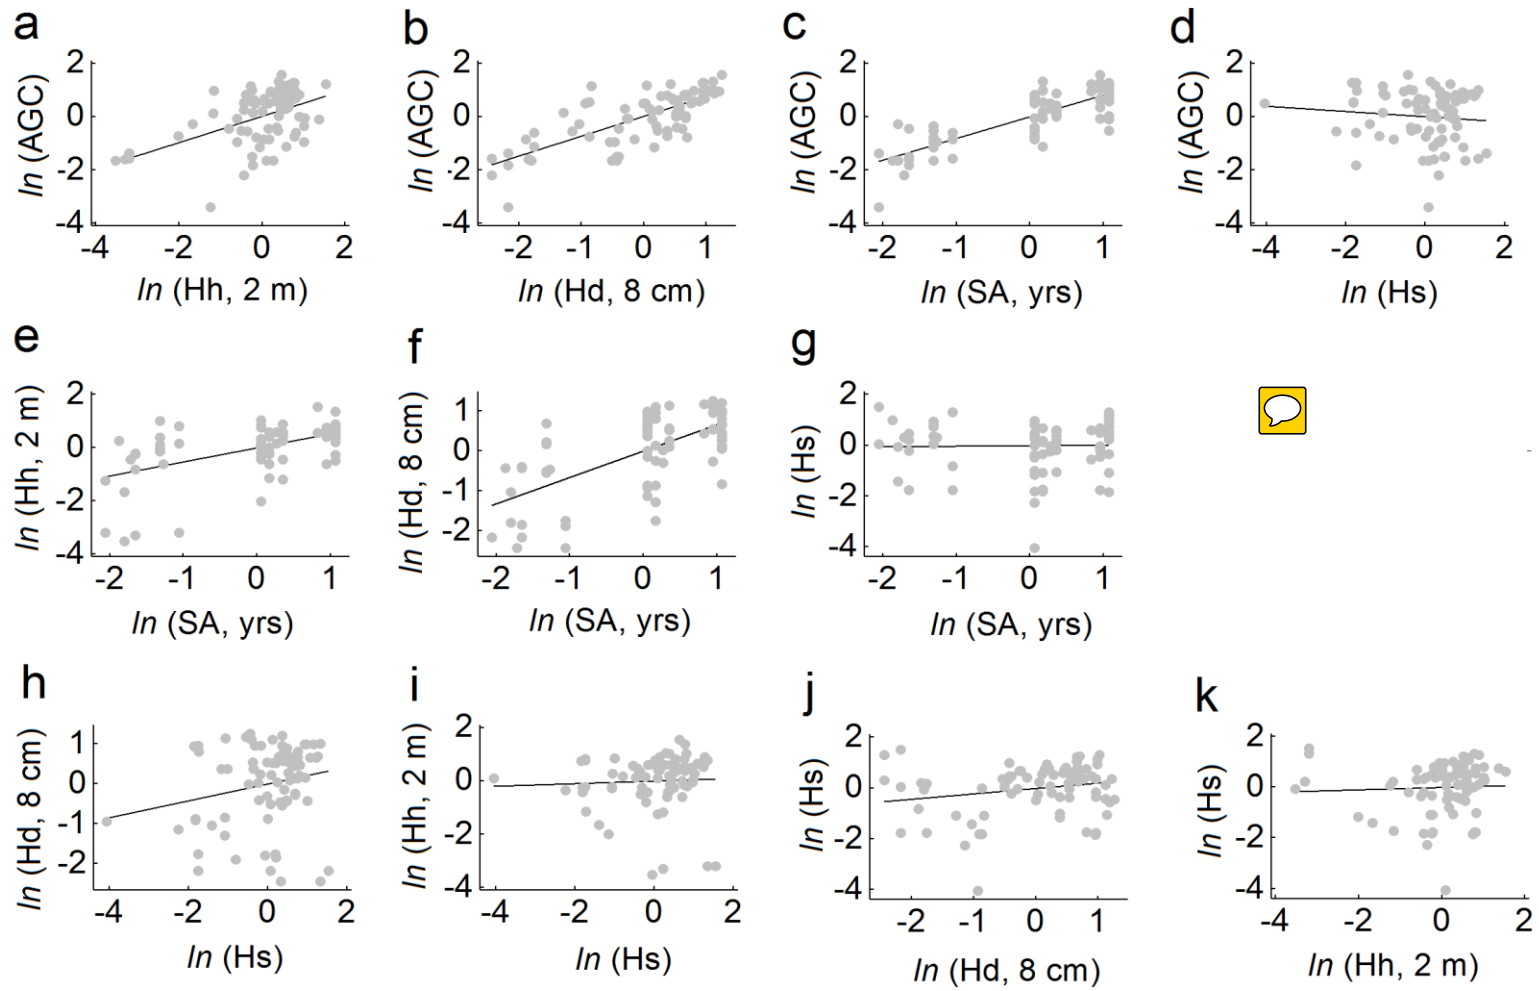 a
b
c
d
2
0
-2
-4
ln (AGC)
-4 -2 0 2
ln (Hh, 2 m)
2
0
-2
-4
ln (AGC)
-2 -1 0 1
ln (Hd, 8 cm)
2
0
-2
-4
ln (AGC)
-2 -1 0 1
ln (SA, yrs)
2
0
-2
-4
ln (AGC)
-4 -2 0 2
ln (Hs)
e
f
g
2
0
-2
-4
ln (Hh, 2 m)
-2 -1 0 1
ln (SA, yrs)
1
0
-1
-2
ln (Hd, 8 cm)
-2 -1 0 1
ln (SA, yrs)
2
0
-2
-4
ln (Hs)
-2 -1 0 1
ln (SA, yrs)
h
i
j
k
1
0
-1
-2
ln (Hd, 8 cm)
-4 -2 0 2
ln (Hs)
2
0
-2
-4
ln (Hh, 2 m)
-4 -2 0 2
ln (Hs)
2
0
-2
-4
ln (Hs)
-2 -1 0 1
ln (Hd, 8 cm)
2
0
-2
-4
ln (Hs)
-4 -2 0 2
ln (Hh, 2 m)